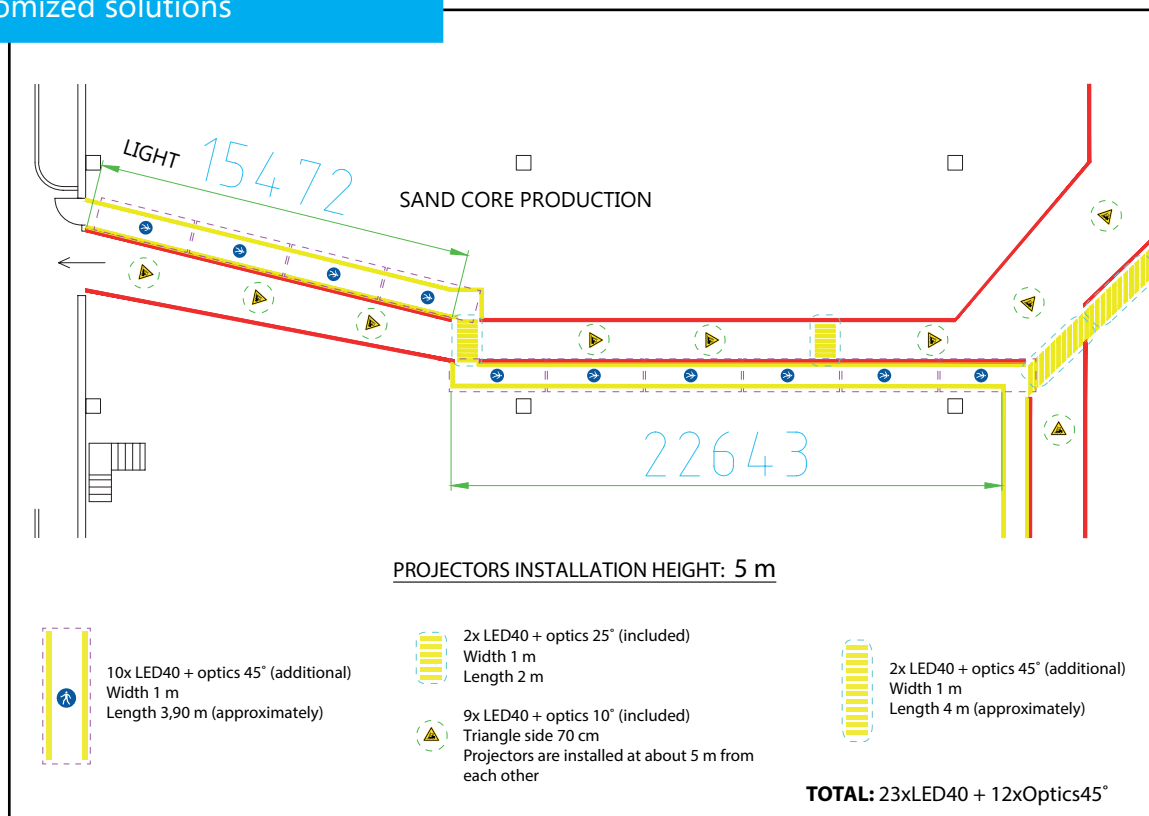 omized solutions
LIGHT
15472
SAND CORE PRODUCTION
22643
PROJECTORS INSTALLATION HEIGHT: 5 m
10x LED40 + optics 45˚ (additional)
Width 1 m
Length 3,90 m (approximately)
2x LED40 + optics 25˚ (included)
Width 1 m
Length 2 m
9x LED40 + optics 10˚ (included)
Triangle side 70 cm
Projectors are installed at about 5 m from
each other
2x LED40 + optics 45˚ (additional)
Width 1 m
Length 4 m (approximately)
TOTAL: 23xLED40 + 12xOptics45˚